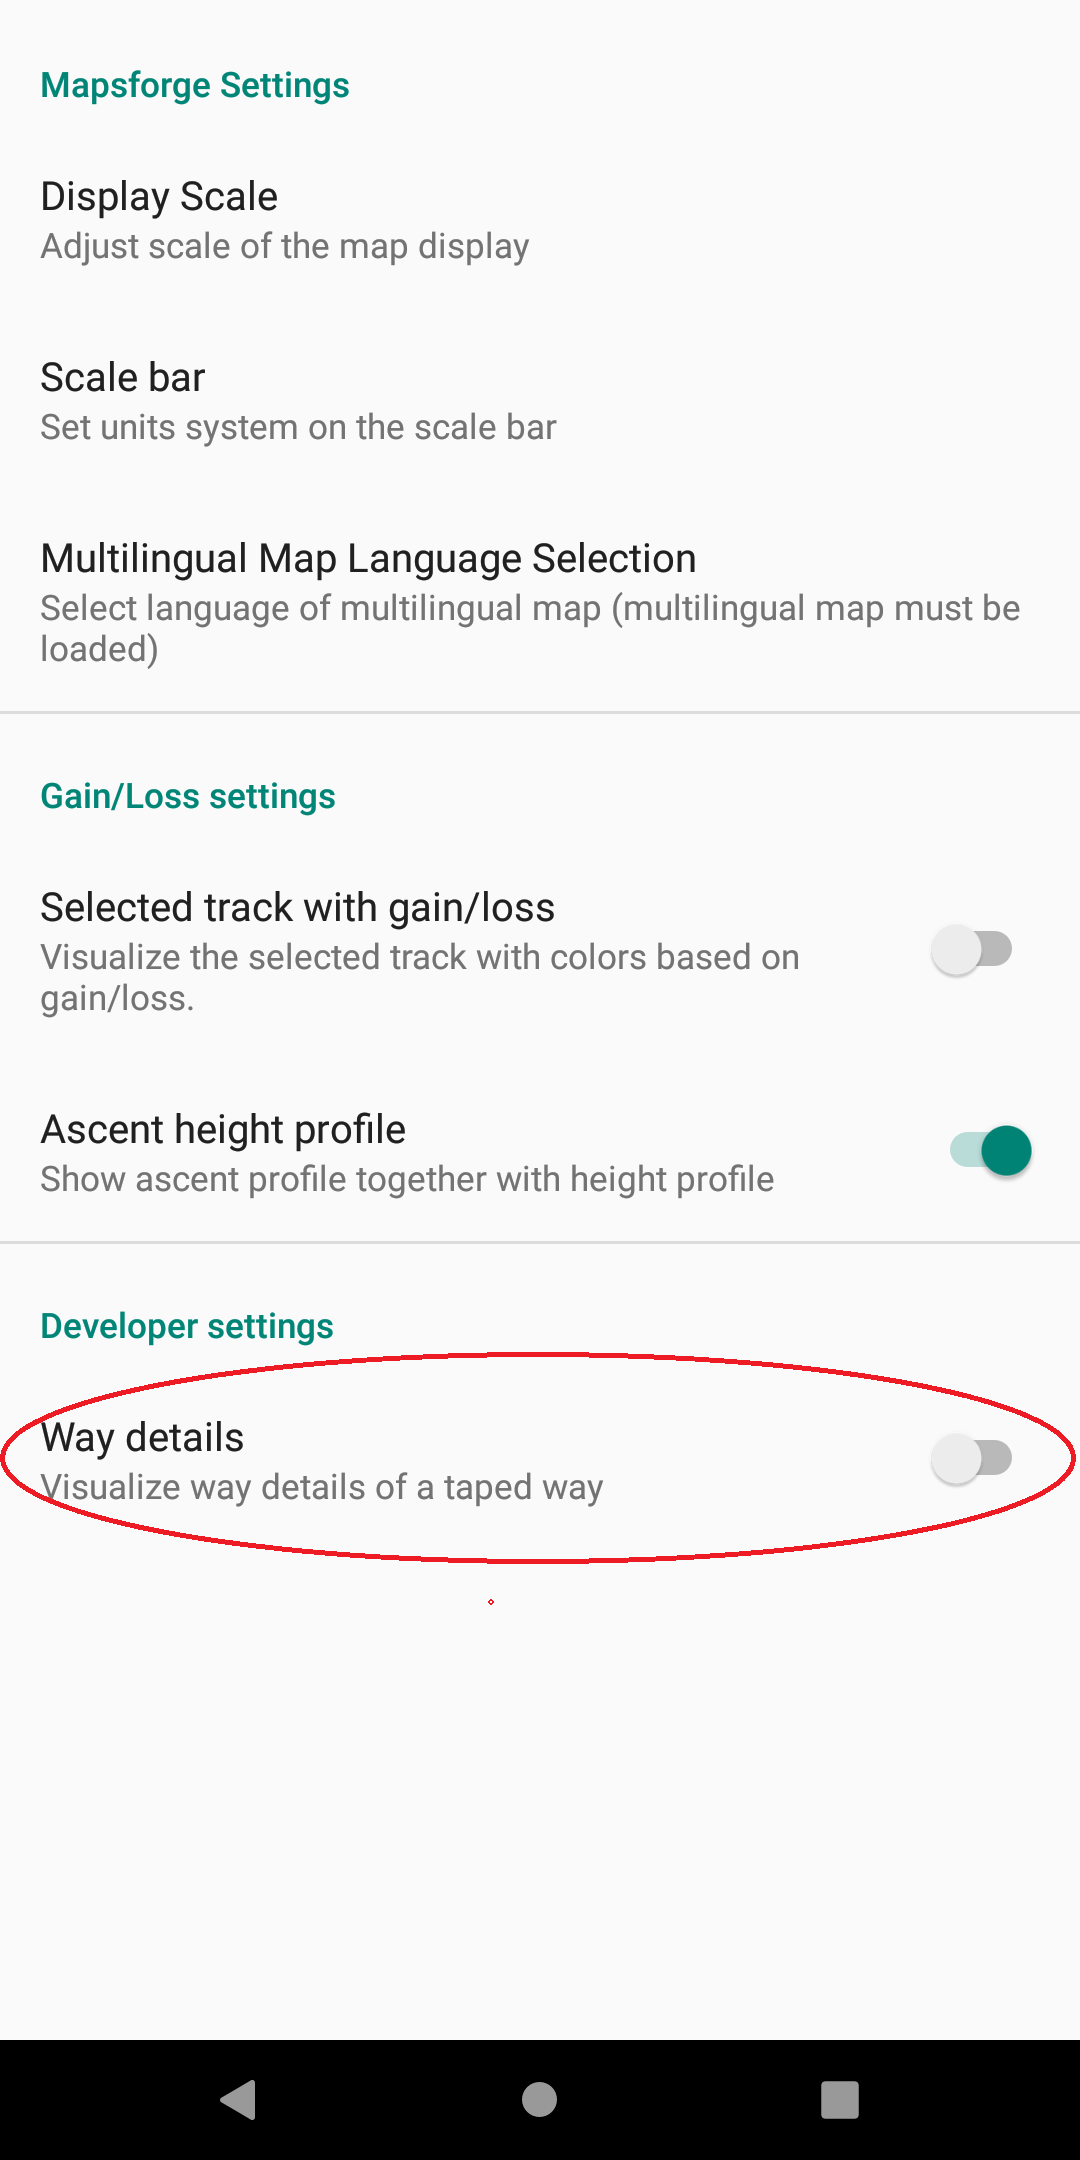 Mapsforge Settings
Display Scale
Adjust scale of the map display
Scale bar
Set units system on the scale bar
Multilingual Map Language Selection
Select language of multilingual map (multilingual map must be
loaded)
Gain/Loss settings
Selected track with gain/loss
Visualize the selected track with colors based on
gain/loss.
Ascent height profile
Show ascent profile together with height profile
Developer settings
Way details
Visualize way details of a taped way